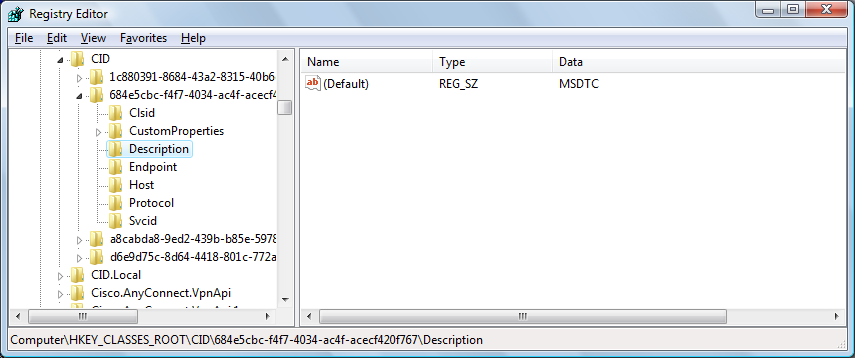 Registry Editor
File Edit View Favorites Help
CID
1c880391-8684-43a2-8315-40b6
684e5cbc-f4f7-4034-ac4f-acecf4
Clsid
CustomProperties
Description
Endpoint
Host
Protocol
Svcid
a8cabda8-9ed2-439b-b85e-5978
d6e9d75c-8d64-4418-801c-772a
CID.Local
Cisco.AnyConnect.VpnApi
Name Type Data
ab (Default) REG_SZ MSDTC
Computer\HKEY_CLASSES_ROOT\CID\684e5cbc-f4f7-4034-ac4f-acecf420f767\Description